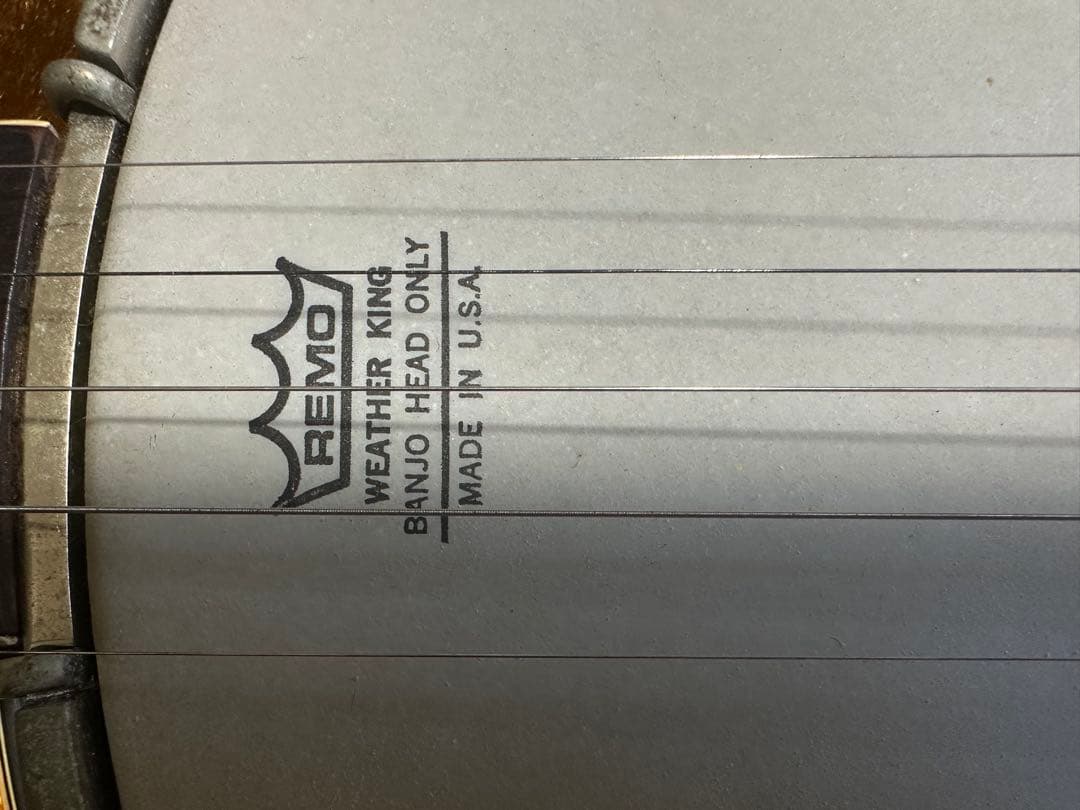 REMO
WEATHER KING
BANJO HEAD ONLY
MADE IN U.S.A.